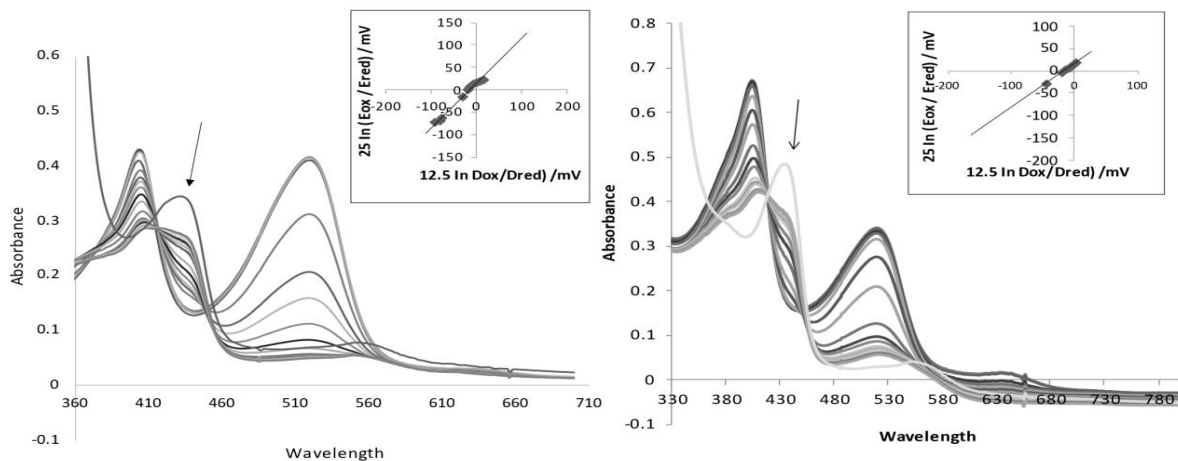 0.6
0.5
0.4
0.3
0.2
0.1
0
-0.1
Absorbance
360 410 460 510 560 610 660 710
Wavelength
25 ln (Eox / Ered) / mV
150
100
50
0
-50
-100
-150
-200 -100 0 100 200
12.5 ln Dox/Dred) /mV
0.8
0.7
0.6
0.5
0.4
0.3
0.2
0.1
0
-0.1
Absorbance
330 380 430 480 530 580 630 680 730 780
Wavelength
25 ln (Eox / Ered) / mV
100
50
0
-50
-100
-150
-200
-200 -100 0 100
12.5 ln Dox/Dred) /mV